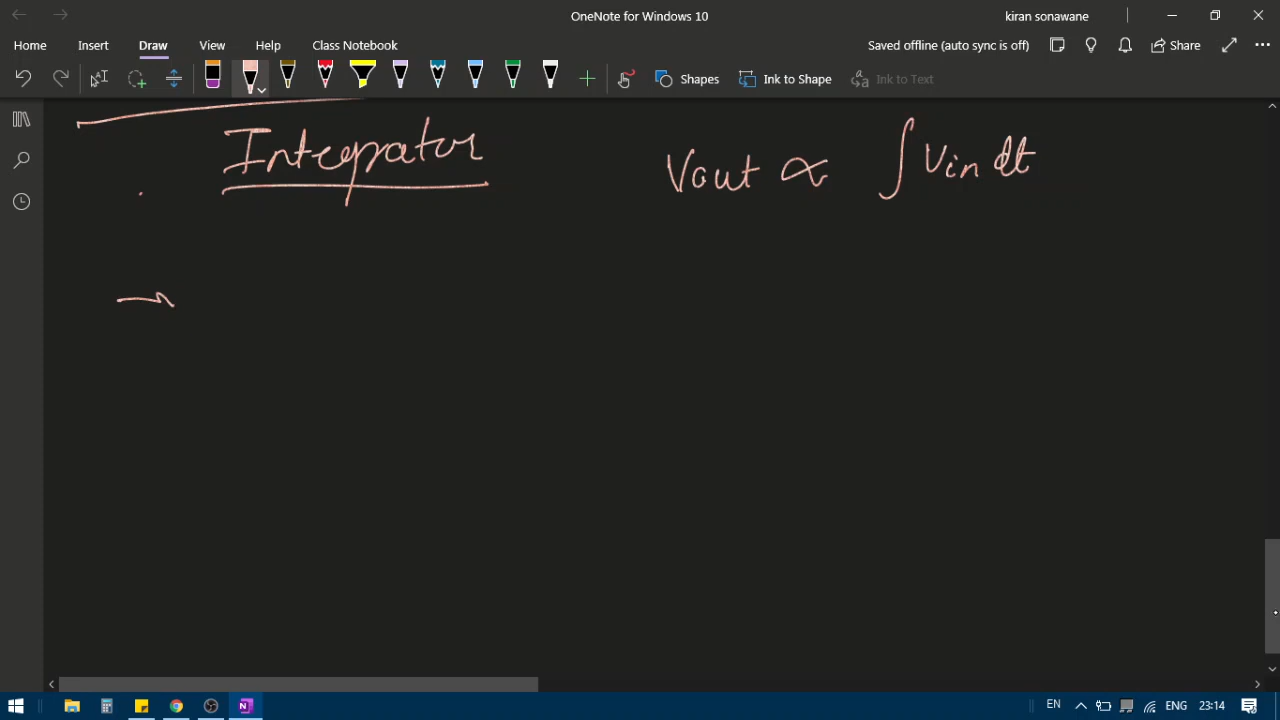 OneNote for Windows 10
kiran sonawane
Home Insert Draw View Help Class Notebook
Saved offline (auto sync is off)
Share
Shapes
Ink to Shape
Ink to Text
Integrator
Vout ∝ ∫ Vin dt
EN
ENG
23:14